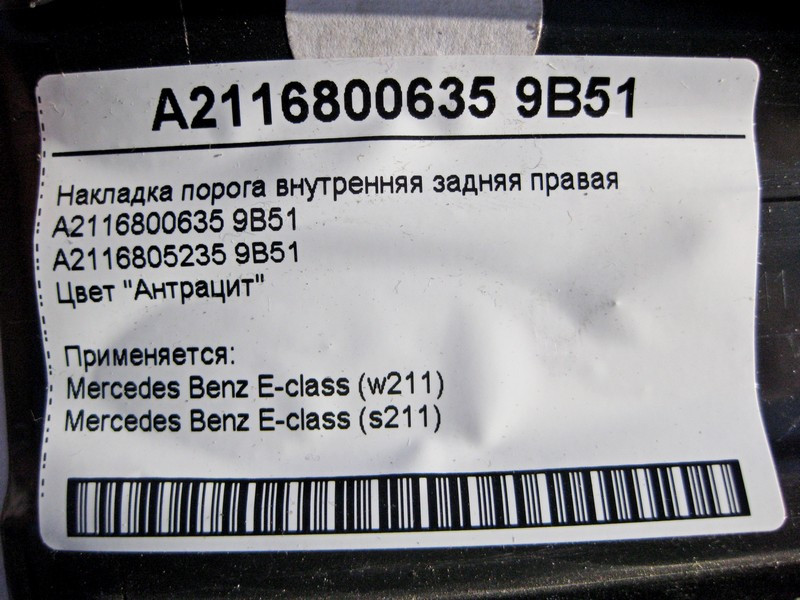 A2116800635 9B51
Накладка порога внутренняя задняя правая
A2116800635 9B51
A2116805235 9B51
Цвет "Антрацит"
Применяется:
Mercedes Benz E-class (w211)
Mercedes Benz E-class (s211)